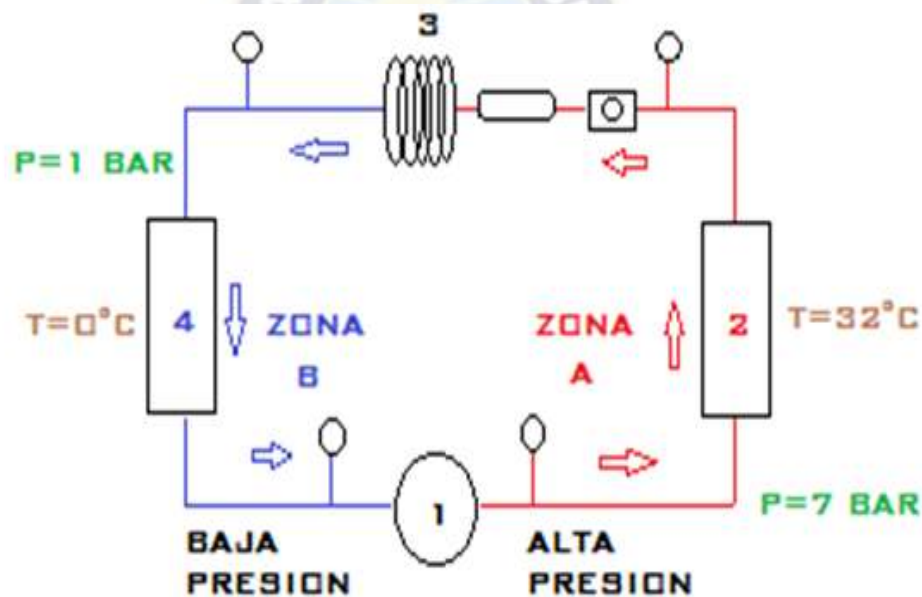 3
P=1 BAR
T=0°C
4
ZONA
B
ZONA
A
2
T=32°C
1
P=7 BAR
BAJA
PRESION
ALTA
PRESION